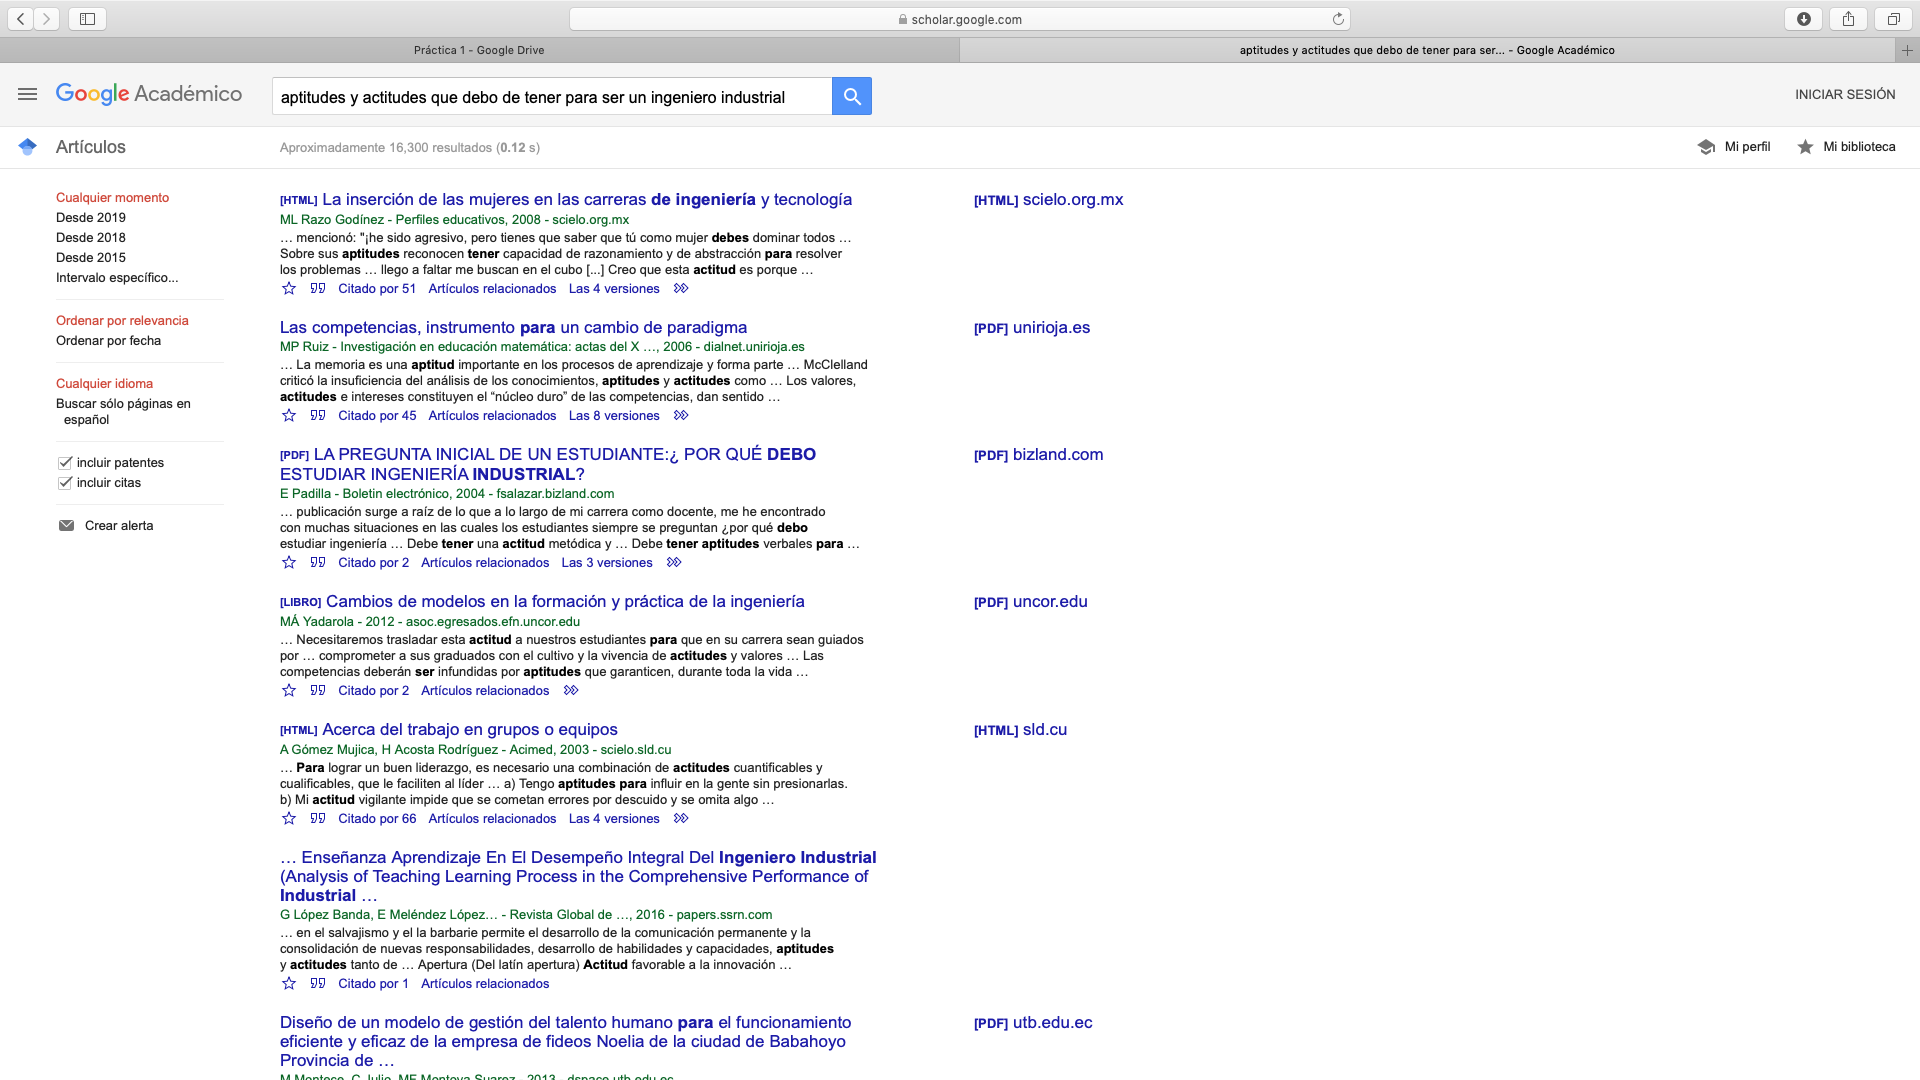 scholar.google.com
Práctica 1 - Google Drive
aptitudes y actitudes que debo de tener para ser... - Google Académico
Google Académico
aptitudes y actitudes que debo de tener para ser un ingeniero industrial
INICIAR SESIÓN
Artículos
Aproximadamente 16,300 resultados (0.12 s)
Mi perfil
Mi biblioteca
Cualquier momento
Desde 2019
Desde 2018
Desde 2015
Intervalo específico...
Ordenar por relevancia
Ordenar por fecha
Cualquier idioma
Buscar sólo páginas en
español
incluir patentes
incluir citas
Crear alerta
[HTML] La inserción de las mujeres en las carreras de ingeniería y tecnología
ML Razo Godínez - Perfiles educativos, 2008 - scielo.org.mx
… mencionó: "¡he sido agresivo, pero tienes que saber que tú como mujer debes dominar todos …
Sobre sus aptitudes reconocen tener capacidad de razonamiento y de abstracción para resolver
los problemas … llego a faltar me buscan en el cubo [...] Creo que esta actitud es porque …
Citado por 51 Artículos relacionados Las 4 versiones
[HTML] scielo.org.mx
Las competencias, instrumento para un cambio de paradigma
MP Ruiz - Investigación en educación matemática: actas del X …, 2006 - dialnet.unirioja.es
… La memoria es una aptitud importante en los procesos de aprendizaje y forma parte … McClelland
criticó la insuficiencia del análisis de los conocimientos, aptitudes y actitudes como … Los valores,
actitudes e intereses constituyen el “núcleo duro” de las competencias, dan sentido …
Citado por 45 Artículos relacionados Las 8 versiones
[PDF] unirioja.es
[PDF] LA PREGUNTA INICIAL DE UN ESTUDIANTE:¿ POR QUÉ DEBO
ESTUDIAR INGENIERÍA INDUSTRIAL?
E Padilla - Boletin electrónico, 2004 - fsalazar.bizland.com
… publicación surge a raíz de lo que a lo largo de mi carrera como docente, me he encontrado
con muchas situaciones en las cuales los estudiantes siempre se preguntan ¿por qué debo
estudiar ingeniería … Debe tener una actitud metódica y … Debe tener aptitudes verbales para …
Citado por 2 Artículos relacionados Las 3 versiones
[PDF] bizland.com
[LIBRO] Cambios de modelos en la formación y práctica de la ingeniería
MÁ Yadarola - 2012 - asoc.egresados.efn.uncor.edu
… Necesitaremos trasladar esta actitud a nuestros estudiantes para que en su carrera sean guiados
por … comprometer a sus graduados con el cultivo y la vivencia de actitudes y valores … Las
competencias deberán ser infundidas por aptitudes que garanticen, durante toda la vida …
Citado por 2 Artículos relacionados
[PDF] uncor.edu
[HTML] Acerca del trabajo en grupos o equipos
A Gómez Mujica, H Acosta Rodríguez - Acimed, 2003 - scielo.sld.cu
… Para lograr un buen liderazgo, es necesario una combinación de actitudes cuantificables y
cualificables, que le faciliten al líder … a) Tengo aptitudes para influir en la gente sin presionarlas.
b) Mi actitud vigilante impide que se cometan errores por descuido y se omita algo …
Citado por 66 Artículos relacionados Las 4 versiones
[HTML] sld.cu
… Enseñanza Aprendizaje En El Desempeño Integral Del Ingeniero Industrial
(Analysis of Teaching Learning Process in the Comprehensive Performance of
Industrial …
G López Banda, E Meléndez López… - Revista Global de …, 2016 - papers.ssrn.com
… en el salvajismo y el la barbarie permite el desarrollo de la comunicación permanente y la
consolidación de nuevas responsabilidades, desarrollo de habilidades y capacidades, aptitudes
y actitudes tanto de … Apertura (Del latín apertura) Actitud favorable a la innovación …
Citado por 1 Artículos relacionados
Diseño de un modelo de gestión del talento humano para el funcionamiento
eficiente y eficaz de la empresa de fideos Noelia de la ciudad de Babahoyo
Provincia de …
M Montece, C Julio, MF Montoya Suarez - 2013 - dspace.utb.edu.ec
[PDF] utb.edu.ec